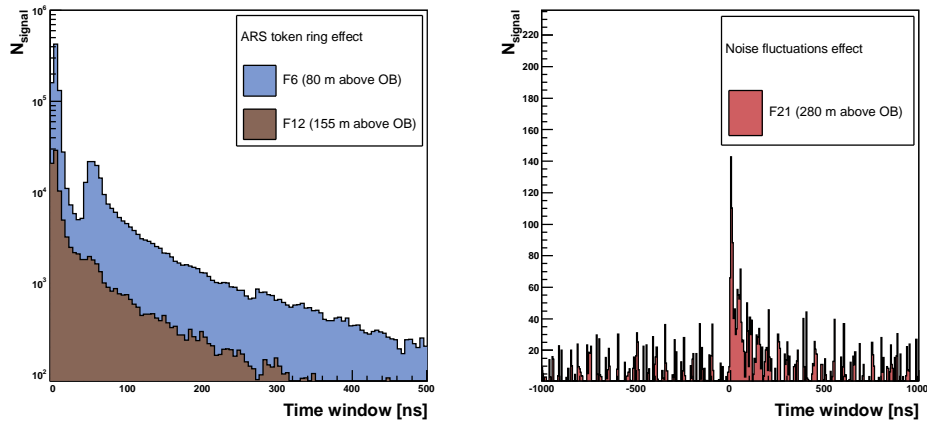 N_signal
10^6
10^5
10^4
10^3
10^2
ARS token ring effect
F6 (80 m above OB)
F12 (155 m above OB)
0 100 200 300 400 500
Time window [ns]
N_signal
220
200
180
160
140
120
100
80
60
40
20
Noise fluctuations effect
F21 (280 m above OB)
-1000 -500 0 500 1000
Time window [ns]